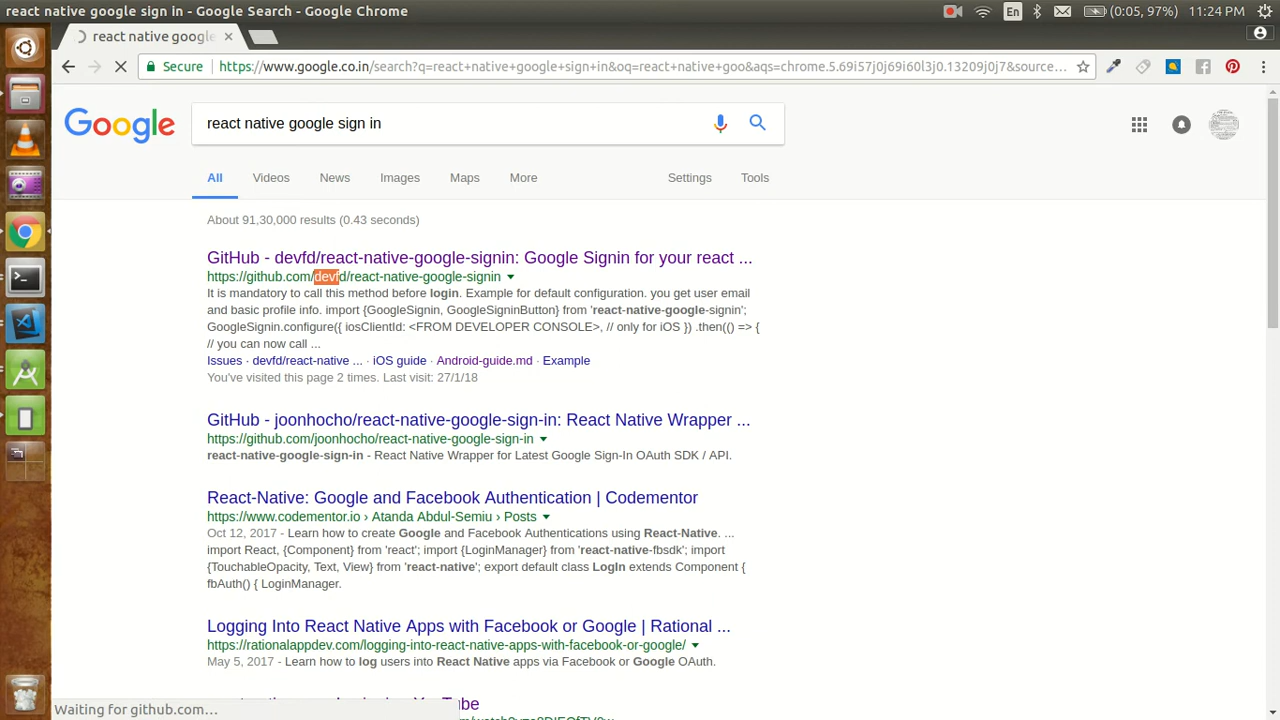 react native google sign in - Google Search - Google Chrome
En
(0:05, 97%)
11:24 PM
react native google
Secure
https://www.google.co.in/search?q=react+native+google+sign+in&oq=react+native+goo&aqs=chrome.5.69i57j0j69i60l3j0.13209j0j7&source...
Google
react native google sign in
All
Videos
News
Images
Maps
More
Settings
Tools
About 91,30,000 results (0.43 seconds)
GitHub - devfd/react-native-google-signin: Google Signin for your react ...
https://github.com/devfd/react-native-google-signin
It is mandatory to call this method before login. Example for default configuration. you get user email
and basic profile info. import {GoogleSignin, GoogleSigninButton} from 'react-native-google-signin';
GoogleSignin.configure({ iosClientId: <FROM DEVELOPER CONSOLE>, // only for iOS }) .then(() => {
// you can now call ...
Issues · devfd/react-native ... · iOS guide · Android-guide.md · Example
You've visited this page 2 times. Last visit: 27/1/18
GitHub - joonhocho/react-native-google-sign-in: React Native Wrapper ...
https://github.com/joonhocho/react-native-google-sign-in
react-native-google-sign-in - React Native Wrapper for Latest Google Sign-In OAuth SDK / API.
React-Native: Google and Facebook Authentication | Codementor
https://www.codementor.io › Atanda Abdul-Semiu › Posts
Oct 12, 2017 - Learn how to create Google and Facebook Authentications using React-Native. ...
import React, {Component} from 'react'; import {LoginManager} from 'react-native-fbsdk'; import
{TouchableOpacity, Text, View} from 'react-native'; export default class LogIn extends Component {
fbAuth() { LoginManager.
Logging Into React Native Apps with Facebook or Google | Rational ...
https://rationalappdev.com/logging-into-react-native-apps-with-facebook-or-google/
May 5, 2017 - Learn how to log users into React Native apps via Facebook or Google OAuth.
Waiting for github.com...